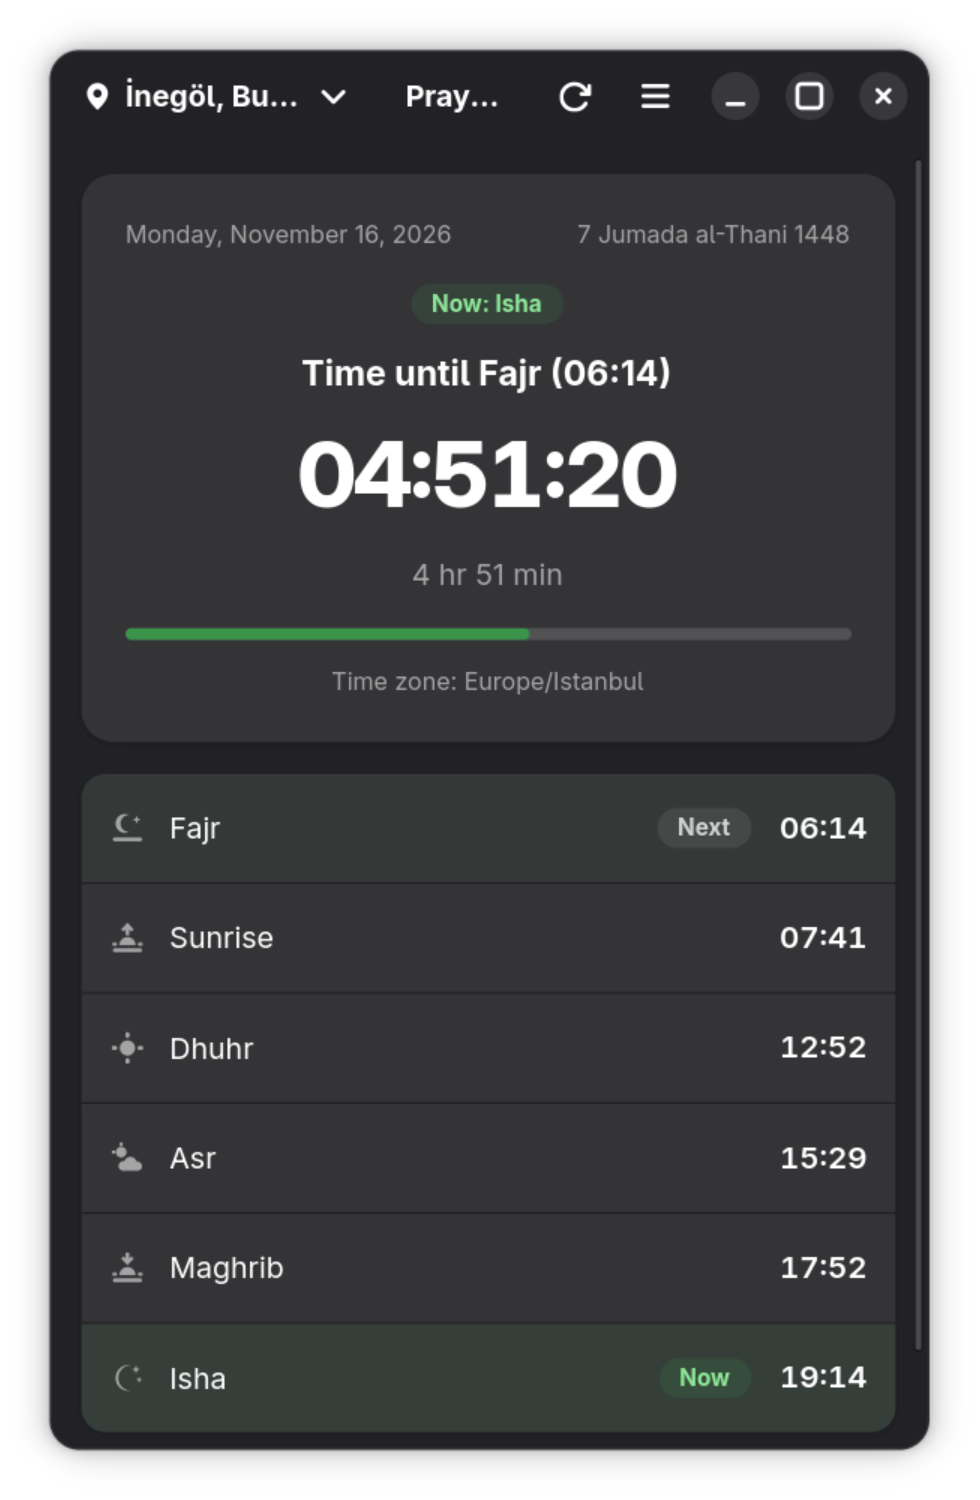 İnegöl, Bu... Pray...
Monday, November 16, 2026 7 Jumada al-Thani 1448
Now: Isha
Time until Fajr (06:14)
04:51:20
4 hr 51 min
Time zone: Europe/Istanbul
Fajr Next 06:14
Sunrise 07:41
Dhuhr 12:52
Asr 15:29
Maghrib 17:52
Isha Now 19:14